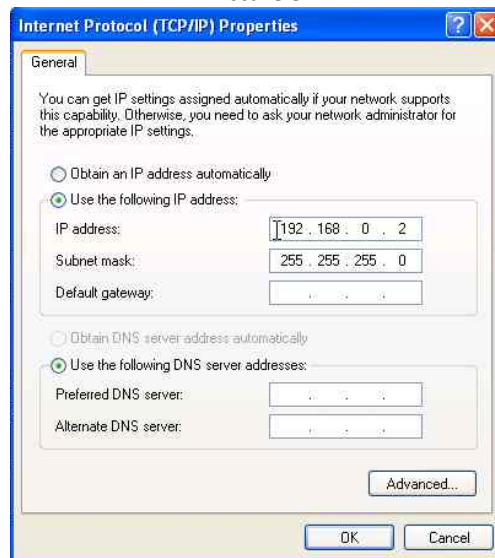 Internet Protocol (TCP/IP) Properties
General
You can get IP settings assigned automatically if your network supports
this capability. Otherwise, you need to ask your network administrator for
the appropriate IP settings.
Obtain an IP address automatically
Use the following IP address:
IP address: 192 . 168 . 0 . 2
Subnet mask: 255 . 255 . 255 . 0
Default gateway: . . .
Obtain DNS server address automatically
Use the following DNS server addresses:
Preferred DNS server: . . .
Alternate DNS server: . . .
Advanced...
OK Cancel